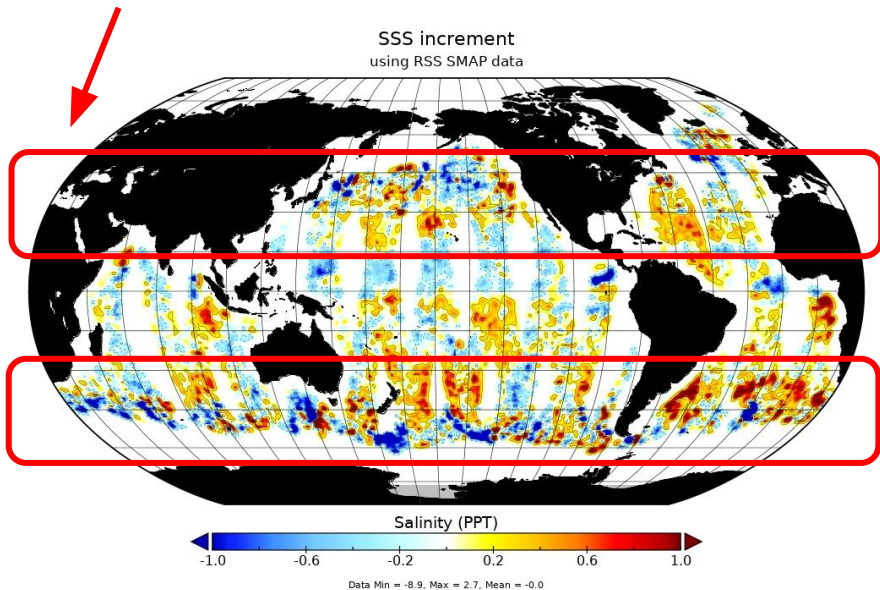 SSS increment
using RSS SMAP data
Salinity (PPT)
-1.0 -0.6 -0.2 0.2 0.6 1.0
Data Min = -8.9, Max = 2.7, Mean = -0.0